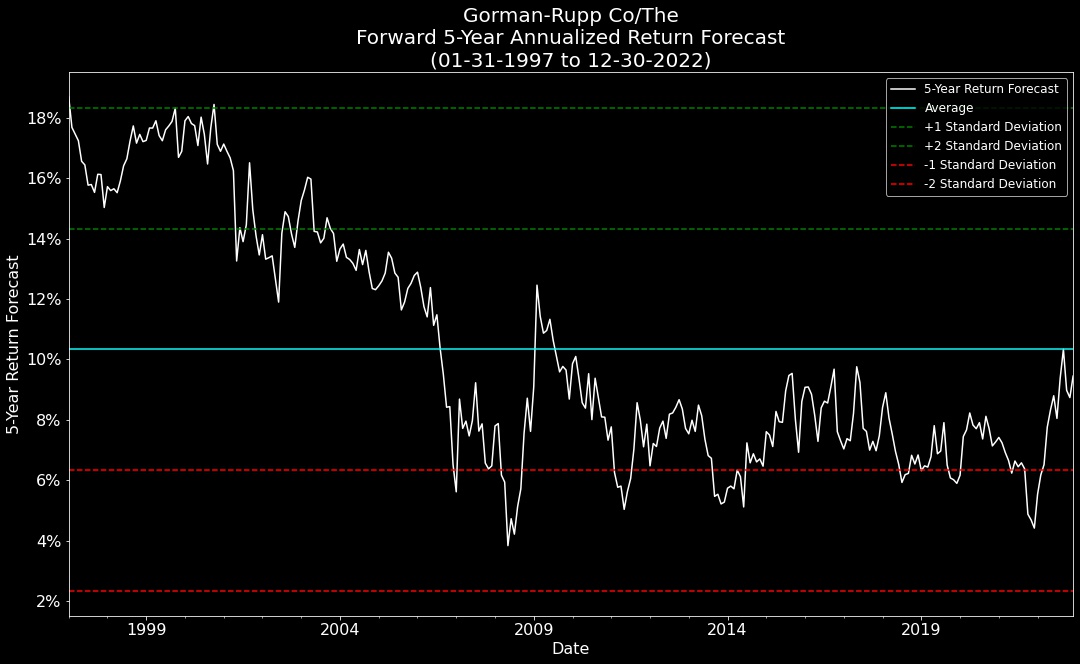 Gorman-Rupp Co/The
Forward 5-Year Annualized Return Forecast
(01-31-1997 to 12-30-2022)
5-Year Return Forecast
Average
+1 Standard Deviation
+2 Standard Deviation
-1 Standard Deviation
-2 Standard Deviation
18%
16%
14%
12%
10%
8%
6%
4%
2%
5-Year Return Forecast
1999
2004
2009
2014
2019
Date